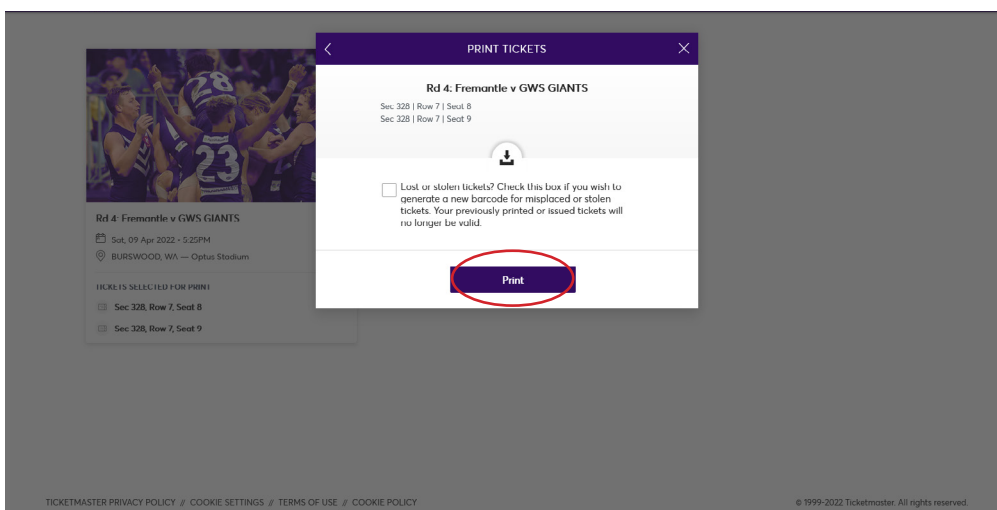 PRINT TICKETS
Rd 4: Fremantle v GWS GIANTS
Sec 328 | Row 7 | Seat 8
Sec 328 | Row 7 | Seat 9
Lost or stolen tickets? Check this box if you wish to
generate a new barcode for misplaced or stolen
tickets. Your previously printed or issued tickets will
no longer be valid.
Print
28
23
Rd 4: Fremantle v GWS GIANTS
Sat, 09 Apr 2022 • 5:25PM
BURSWOOD, WA — Optus Stadium
TICKETS SELECTED FOR PRINT
Sec 328, Row 7, Seat 8
Sec 328, Row 7, Seat 9
TICKETMASTER PRIVACY POLICY // COOKIE SETTINGS // TERMS OF USE // COOKIE POLICY
© 1999-2022 Ticketmaster. All rights reserved.